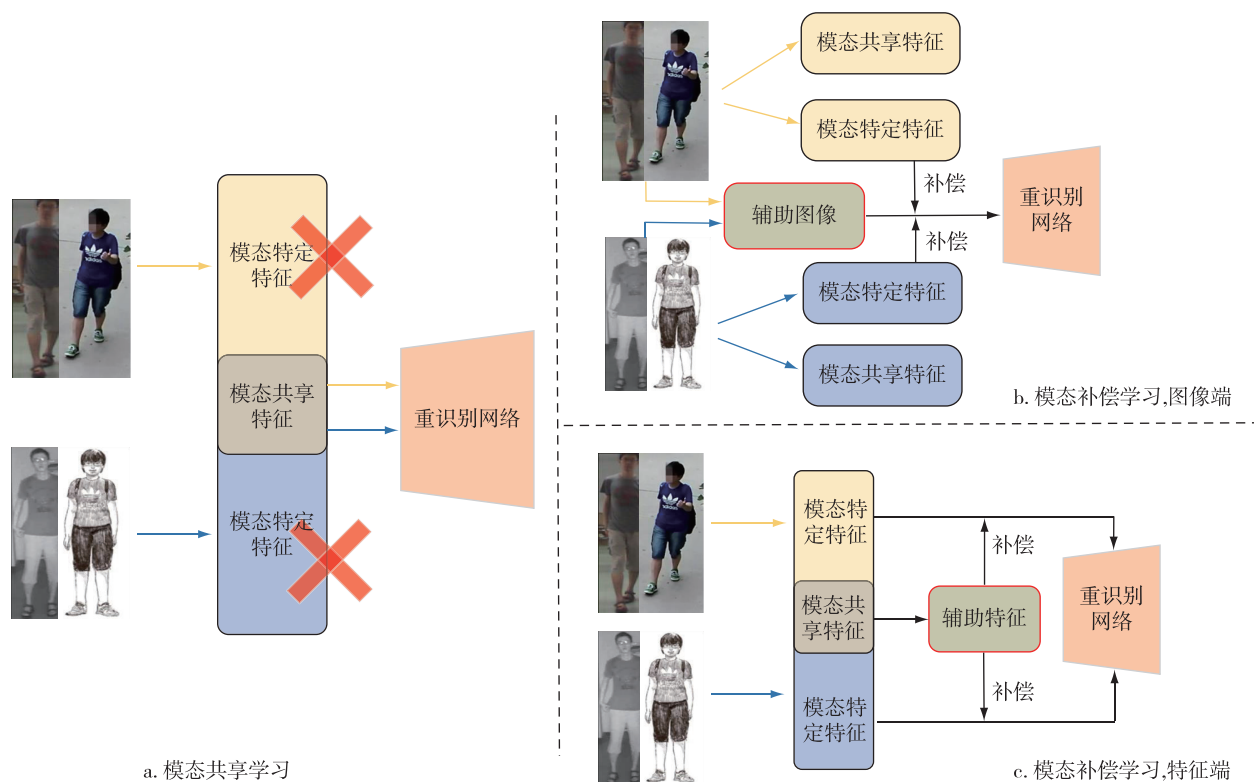 模态特定
特征
模态共享
特征
模态特定
特征
重识别网络
a. 模态共享学习
模态共享特征
模态特定特征
补偿
辅助图像
补偿
重识别
网络
模态特定特征
模态共享特征
b. 模态补偿学习,图像端
模态特
定特征
模态共
享特征
模态特
定特征
补偿
辅助特征
补偿
重识别
网络
c. 模态补偿学习,特征端